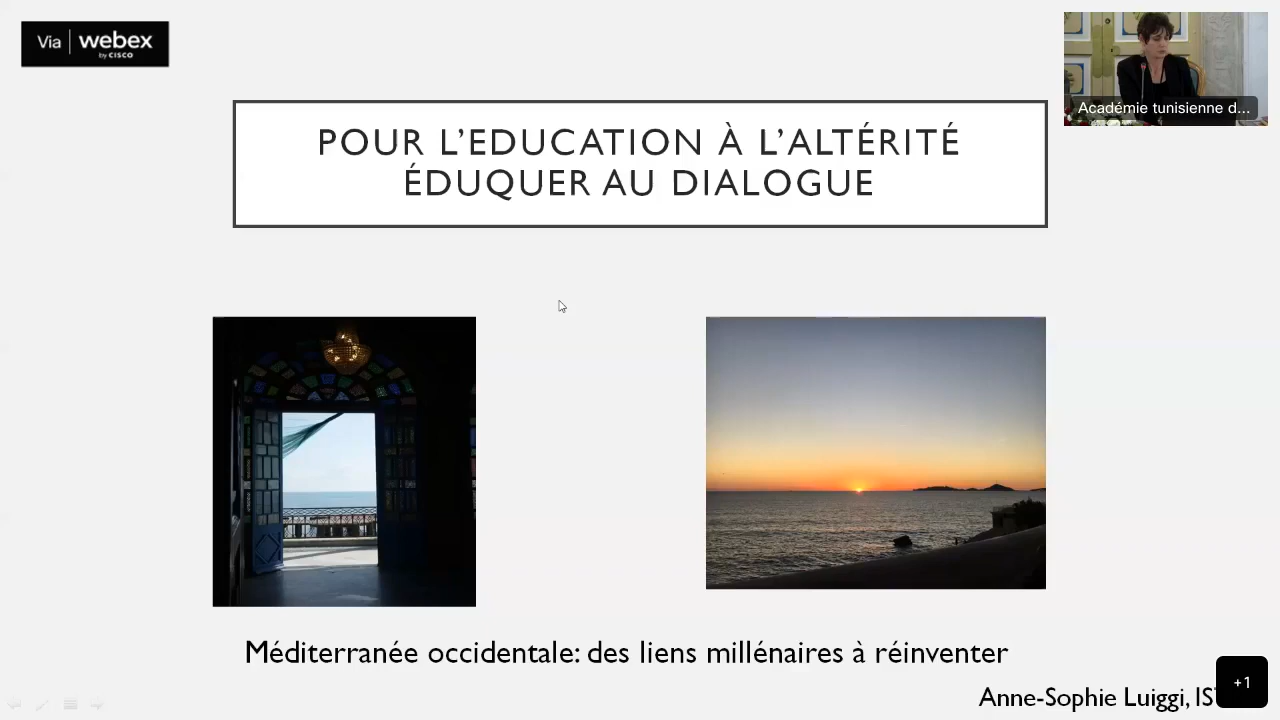 Via | webex
by CISCO
Académie tunisienne d...
POUR L'EDUCATION À L'ALTÉRITÉ
ÉDUQUER AU DIALOGUE
Méditerranée occidentale: des liens millénaires à réinventer
Anne-Sophie Luiggi,
+1